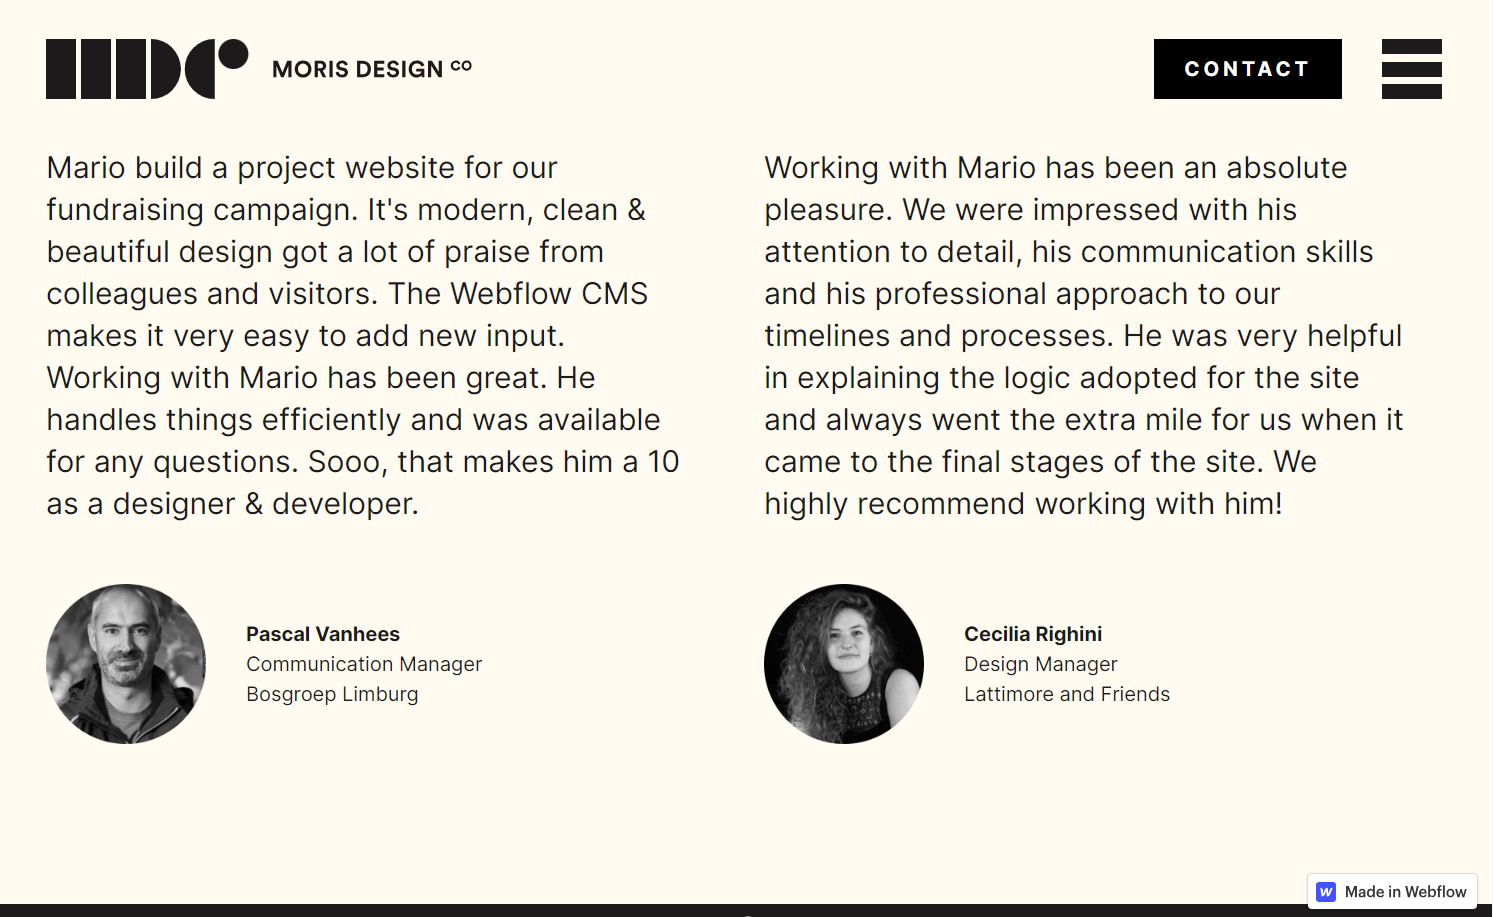 MORIS DESIGN CO
CONTACT
Mario build a project website for our
fundraising campaign. It's modern, clean &
beautiful design got a lot of praise from
colleagues and visitors. The Webflow CMS
makes it very easy to add new input.
Working with Mario has been great. He
handles things efficiently and was available
for any questions. Sooo, that makes him a 10
as a designer & developer.
Pascal Vanhees
Communication Manager
Bosgroep Limburg
Working with Mario has been an absolute
pleasure. We were impressed with his
attention to detail, his communication skills
and his professional approach to our
timelines and processes. He was very helpful
in explaining the logic adopted for the site
and always went the extra mile for us when it
came to the final stages of the site. We
highly recommend working with him!
Cecilia Righini
Design Manager
Lattimore and Friends
Made in Webflow